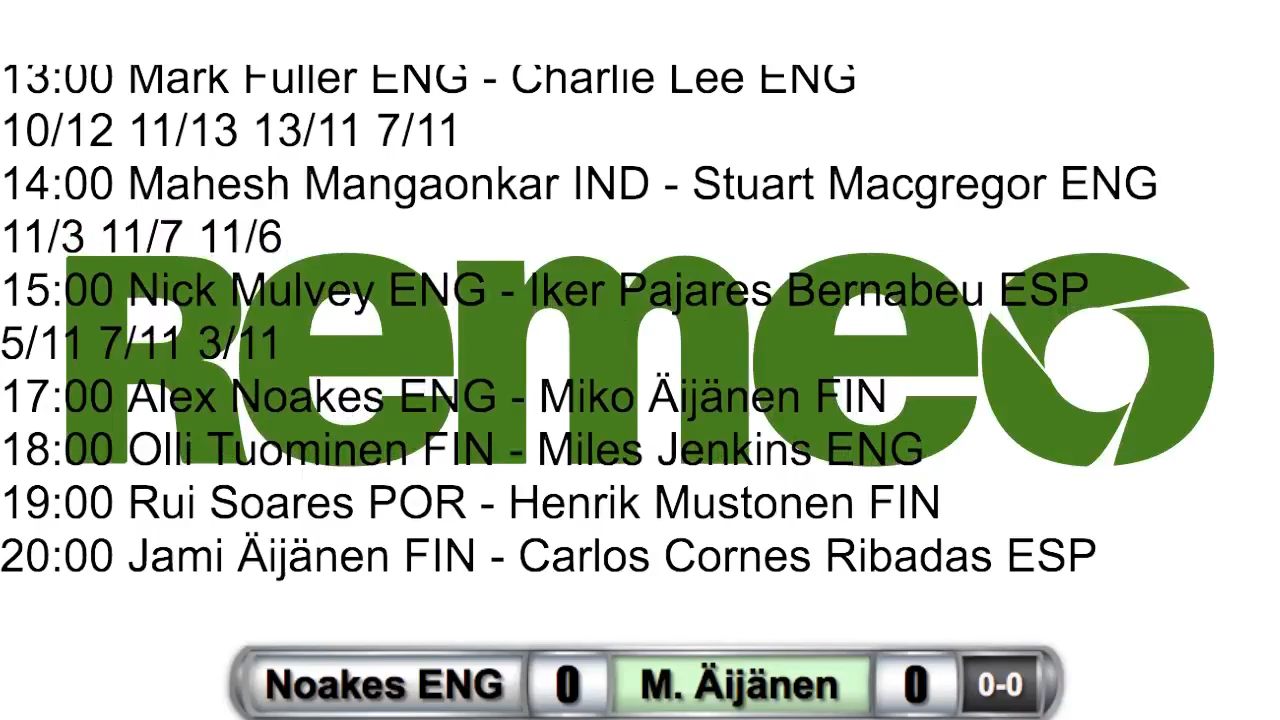 13:00 Mark Fuller ENG - Charlie Lee ENG
10/12 11/13 13/11 7/11
14:00 Mahesh Mangaonkar IND - Stuart Macgregor ENG
11/3 11/7 11/6
15:00 Nick Mulvey ENG - Iker Pajares Bernabeu ESP
5/11 7/11 3/11
17:00 Alex Noakes ENG - Miko Äijänen FIN
18:00 Olli Tuominen FIN - Miles Jenkins ENG
19:00 Rui Soares POR - Henrik Mustonen FIN
20:00 Jami Äijänen FIN - Carlos Cornes Ribadas ESP
Remeo
Noakes ENG 0 M. Äijänen 0 0-0